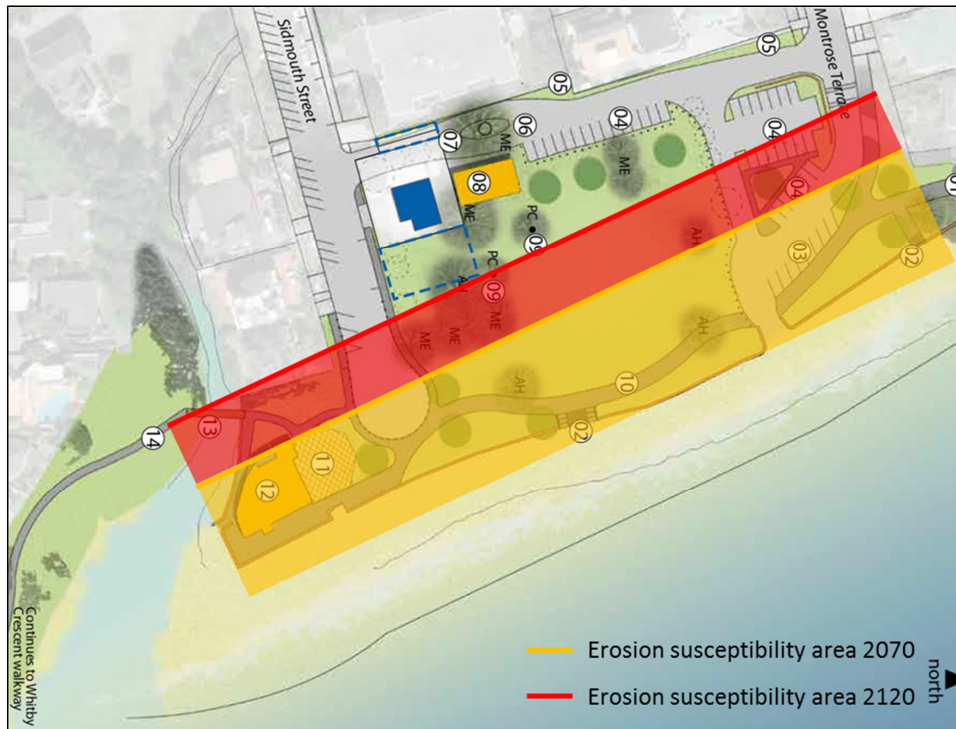 Sidmouth Street
Montrose Terrace
05
05
04
04
06
07
ME
ME
08
04
ME
PC
09
03
01
02
AH
PC
AH
09
ME
ME
ME
AH
10
AH
02
13
14
11
12
Continues to Whitby
Crescent walkway
Erosion susceptibility area 2070
Erosion susceptibility area 2120
north